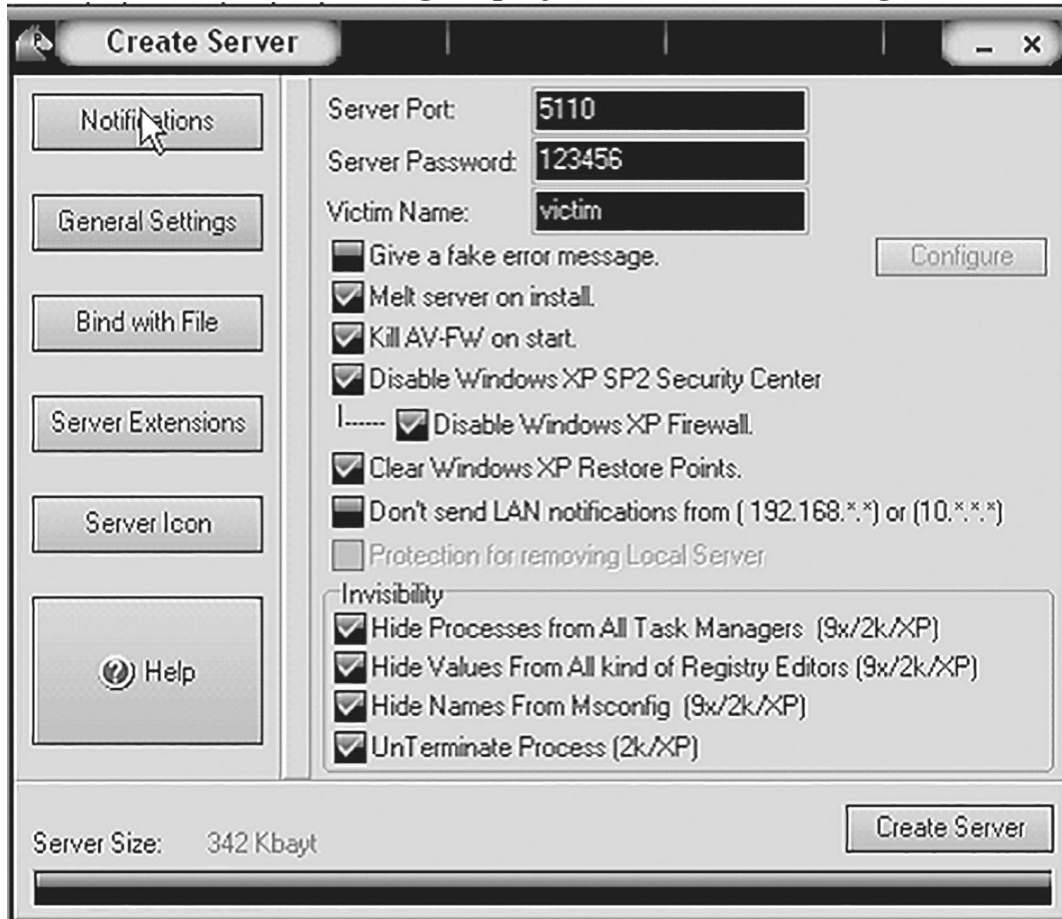 Create Server
Notifications
General Settings
Bind with File
Server Extensions
Server Icon
Help
Server Port: 5110
Server Password: 123456
Victim Name: victim
Give a fake error message. Configure
Melt server on install.
Kill AV-FW on start.
Disable Windows XP SP2 Security Center
Disable Windows XP Firewall.
Clear Windows XP Restore Points.
Don't send LAN notifications from ( 192.168.*.*) or (10.*.*.*)
Protection for removing Local Server
Invisibility
Hide Processes from All Task Managers (9x/2k/XP)
Hide Values From All kind of Registry Editors (9x/2k/XP)
Hide Names From Msconfig (9x/2k/XP)
UnTerminate Process (2k/XP)
Server Size: 342 Kbayt
Create Server